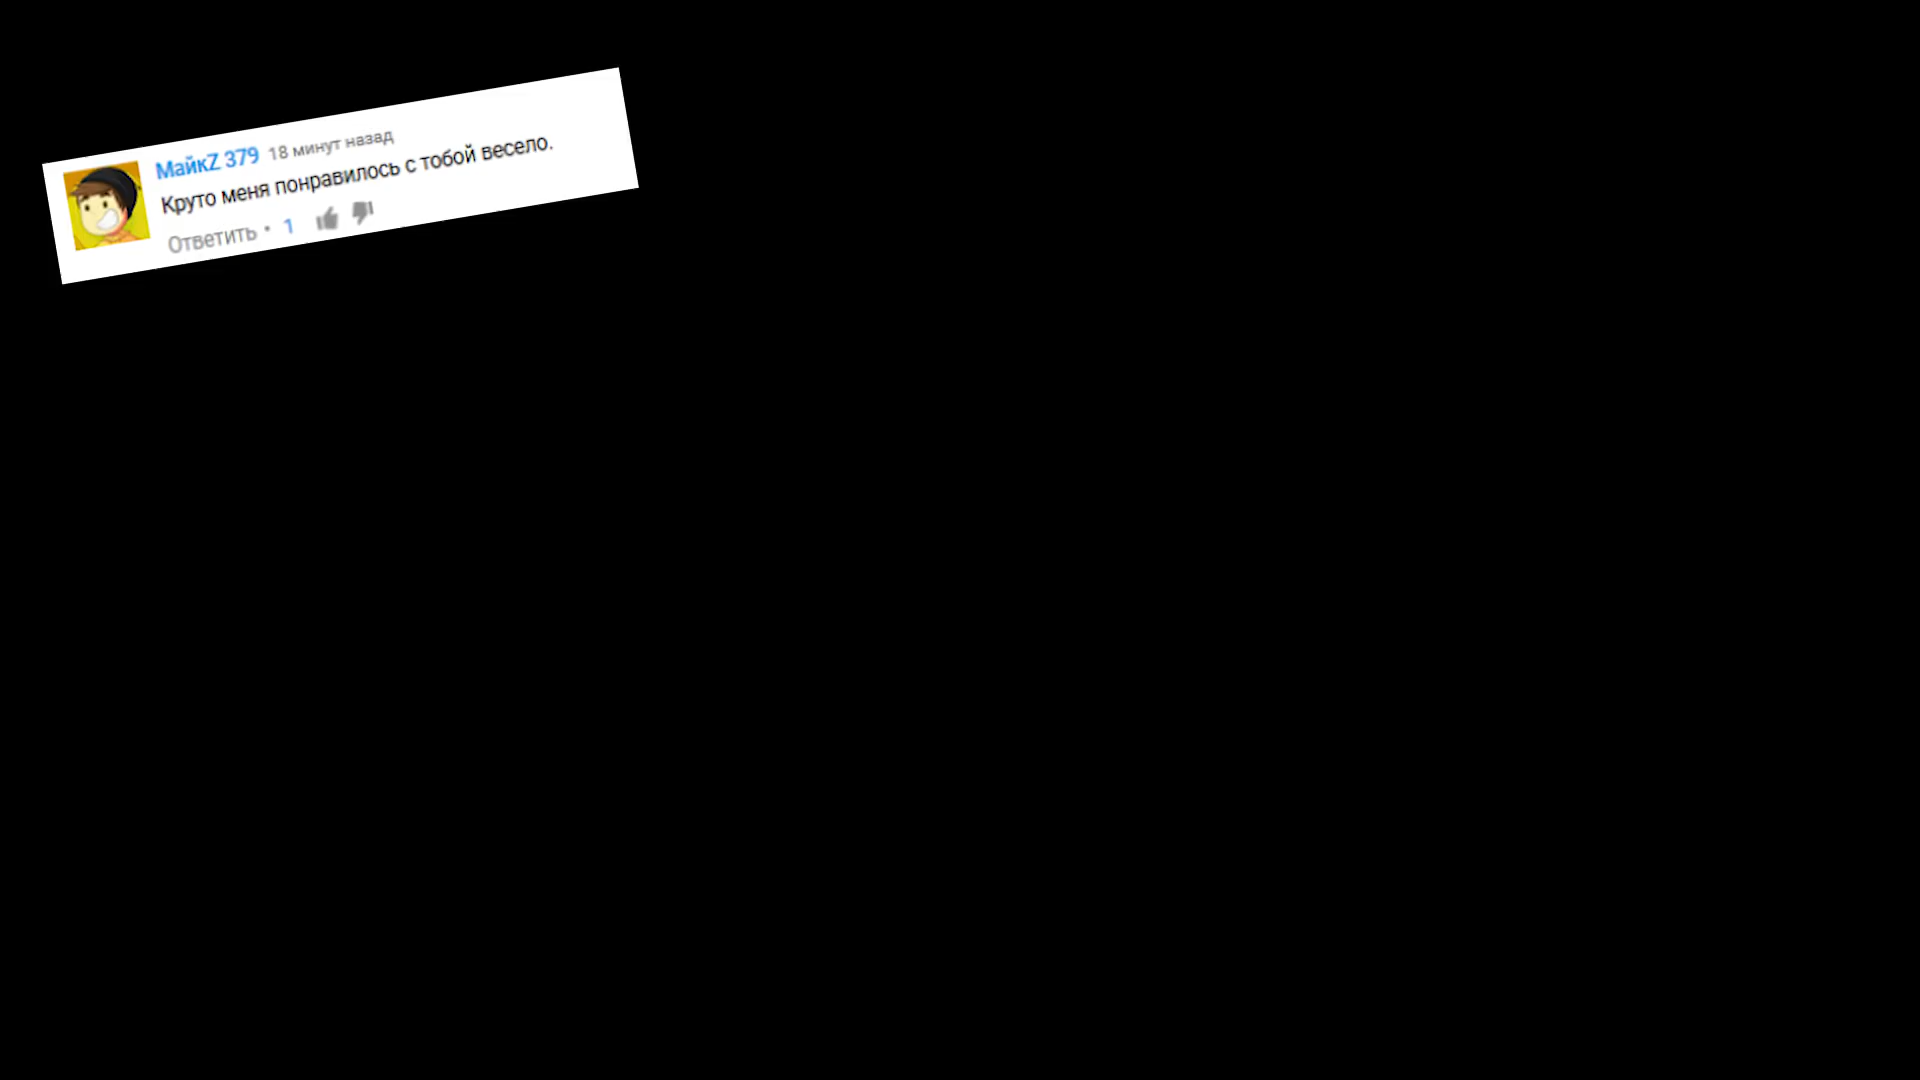 МайкZ 379 18 минут назад
Круто меня понравилось с тобой весело.
Ответить • 1